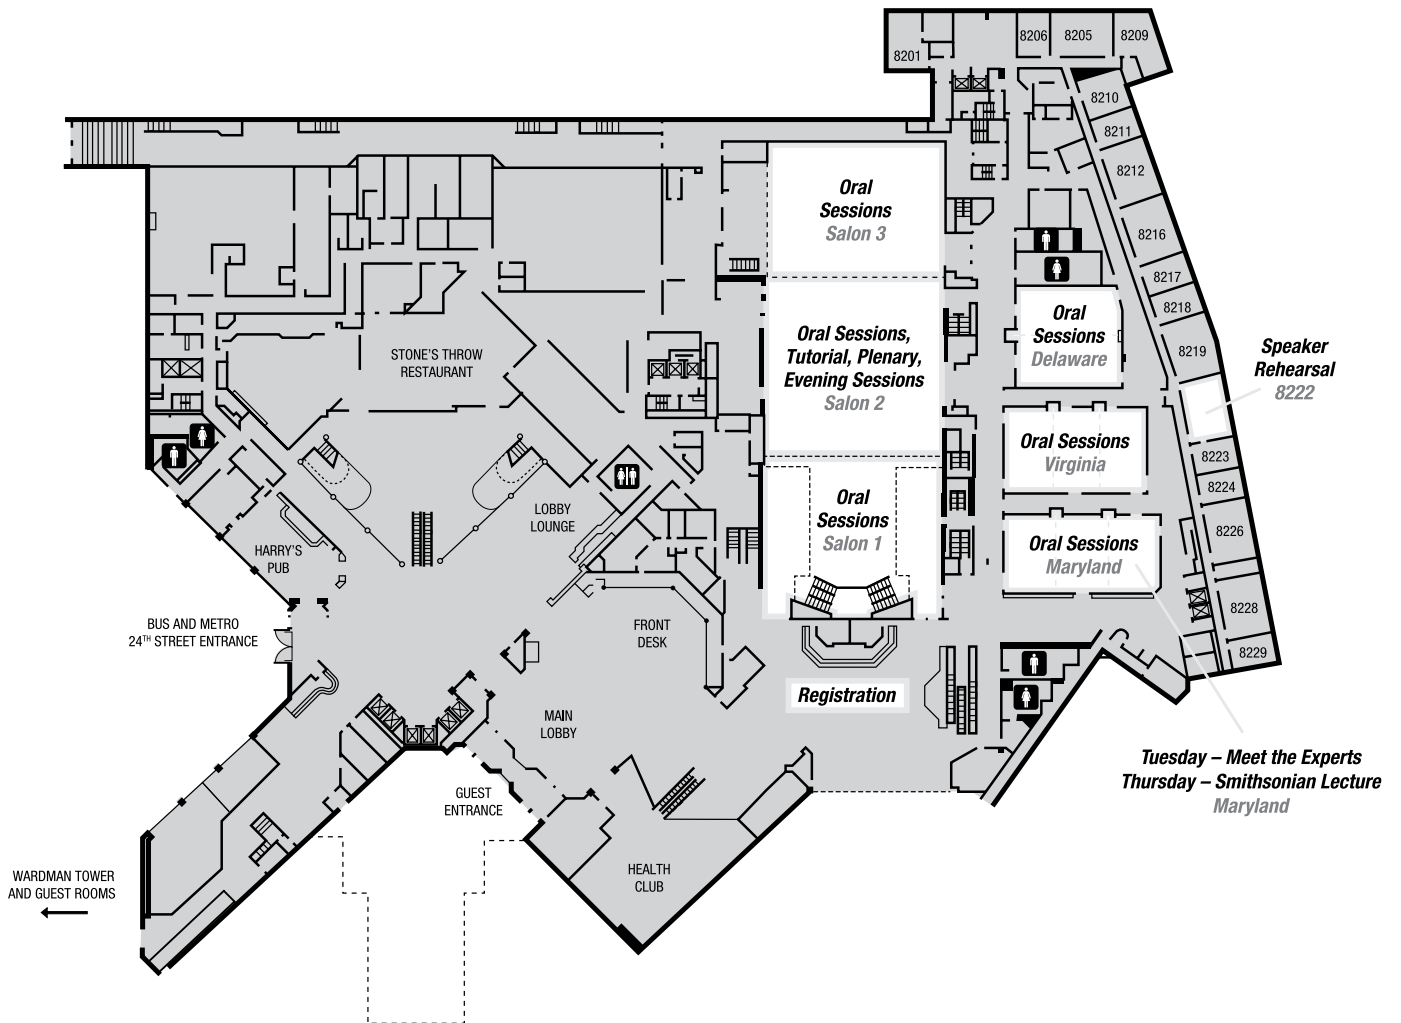 8206
8205
8209
8201
8210
8211
8212
Oral
Sessions
Salon 3
8216
8217
8218
Oral
Sessions
Delaware
Oral Sessions,
Tutorial, Plenary,
Evening Sessions
Salon 2
STONE'S THROW
RESTAURANT
8219
Speaker
Rehearsal
8222
Oral Sessions
Virginia
8223
8224
Oral
Sessions
Salon 1
LOBBY
LOUNGE
8226
HARRY'S
PUB
Oral Sessions
Maryland
8228
BUS AND METRO
24TH STREET ENTRANCE
FRONT
DESK
8229
Registration
MAIN
LOBBY
Tuesday – Meet the Experts
Thursday – Smithsonian Lecture
Maryland
GUEST
ENTRANCE
HEALTH
CLUB
WARDMAN TOWER
AND GUEST ROOMS